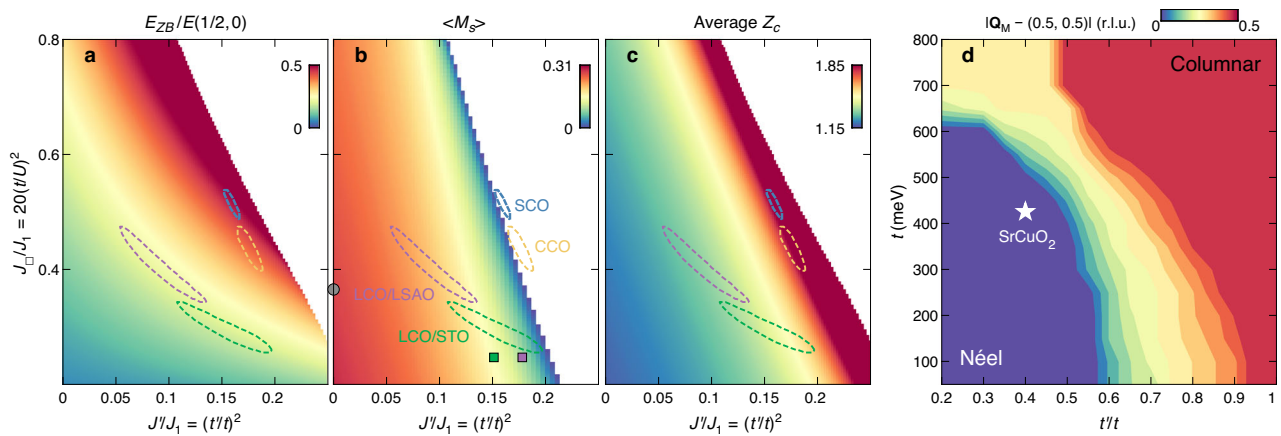 E_ZB/E(1/2, 0)
a
0.5
0
0.8
0.6
0.4
J_□/J₁ = 20(t/U)²
0 0.05 0.1 0.15 0.2
J''/J₁ = (t'/t)²
<M_s>
b
0.31
0
SCO
CCO
LCO/LSAO
LCO/STO
0 0.05 0.1 0.15 0.2
J''/J₁ = (t'/t)²
Average Z_c
c
1.85
1.15
0 0.05 0.1 0.15 0.2
J''/J₁ = (t'/t)²
|Q_M − (0.5, 0.5)| (r.l.u.)
0 0.5
d
Columnar
SrCuO₂
Néel
800
700
600
500
400
300
200
100
t (meV)
0.2 0.3 0.4 0.5 0.6 0.7 0.8 0.9 1
t'/t